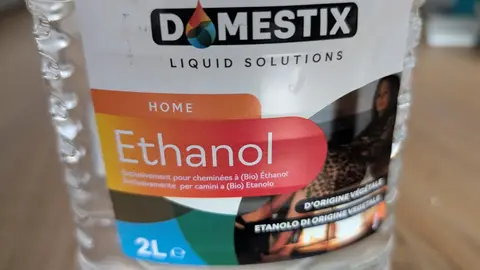 DOMESTIX
LIQUID SOLUTIONS
HOME
Ethanol
Exclusivement pour cheminées à (Bio) Éthanol
Esclusivamente per camini a (Bio) Etanolo
D'ORIGINE VÉGÉTALE
ETANOLO DI ORIGINE VEGETALE
2L e